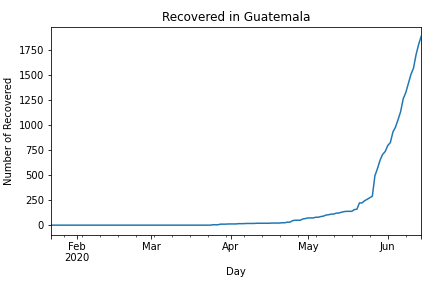 Recovered in Guatemala
Number of Recovered
1750
1500
1250
1000
750
500
250
0
Feb
2020
Mar
Apr
May
Jun
Day